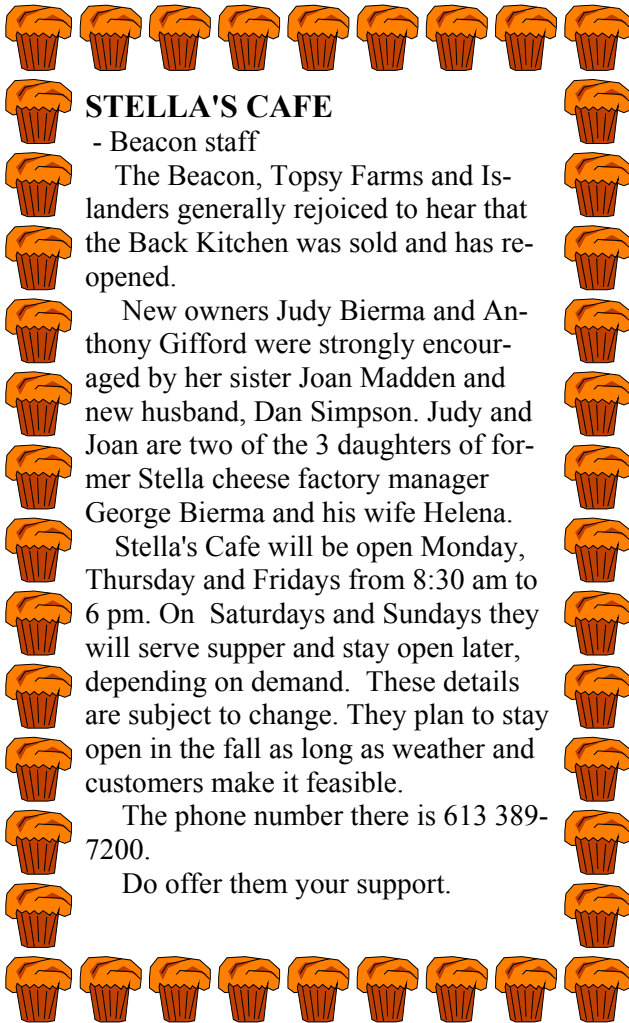 STELLA'S CAFE
- Beacon staff
The Beacon, Topsy Farms and Is-
landers generally rejoiced to hear that
the Back Kitchen was sold and has re-
opened.
New owners Judy Bierma and An-
thony Gifford were strongly encour-
aged by her sister Joan Madden and
new husband, Dan Simpson. Judy and
Joan are two of the 3 daughters of for-
mer Stella cheese factory manager
George Bierma and his wife Helena.
Stella's Cafe will be open Monday,
Thursday and Fridays from 8:30 am to
6 pm. On  Saturdays and Sundays they
will serve supper and stay open later,
depending on demand.  These details
are subject to change. They plan to stay
open in the fall as long as weather and
customers make it feasible.
The phone number there is 613 389-
7200.
Do offer them your support.